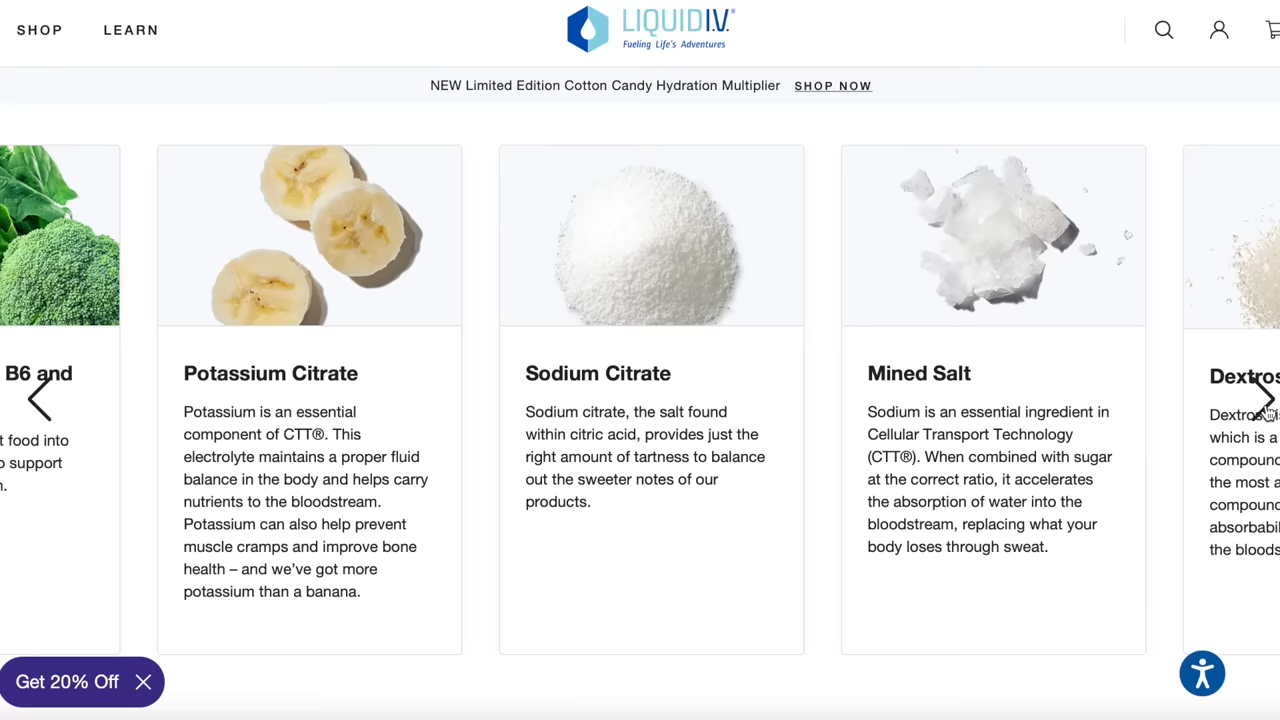 SHOP
LEARN
LIQUID I.V.®
Fueling Life's Adventures
NEW Limited Edition Cotton Candy Hydration Multiplier SHOP NOW
B6 and
t food into
o support
n.
Potassium Citrate
Potassium is an essential
component of CTT®. This
electrolyte maintains a proper fluid
balance in the body and helps carry
nutrients to the bloodstream.
Potassium can also help prevent
muscle cramps and improve bone
health – and we've got more
potassium than a banana.
Sodium Citrate
Sodium citrate, the salt found
within citric acid, provides just the
right amount of tartness to balance
out the sweeter notes of our
products.
Mined Salt
Sodium is an essential ingredient in
Cellular Transport Technology
(CTT®). When combined with sugar
at the correct ratio, it accelerates
the absorption of water into the
bloodstream, replacing what your
body loses through sweat.
Dextros
Dextros
which is a
compound
the most a
compound
absorbabil
the bloods
Get 20% Off